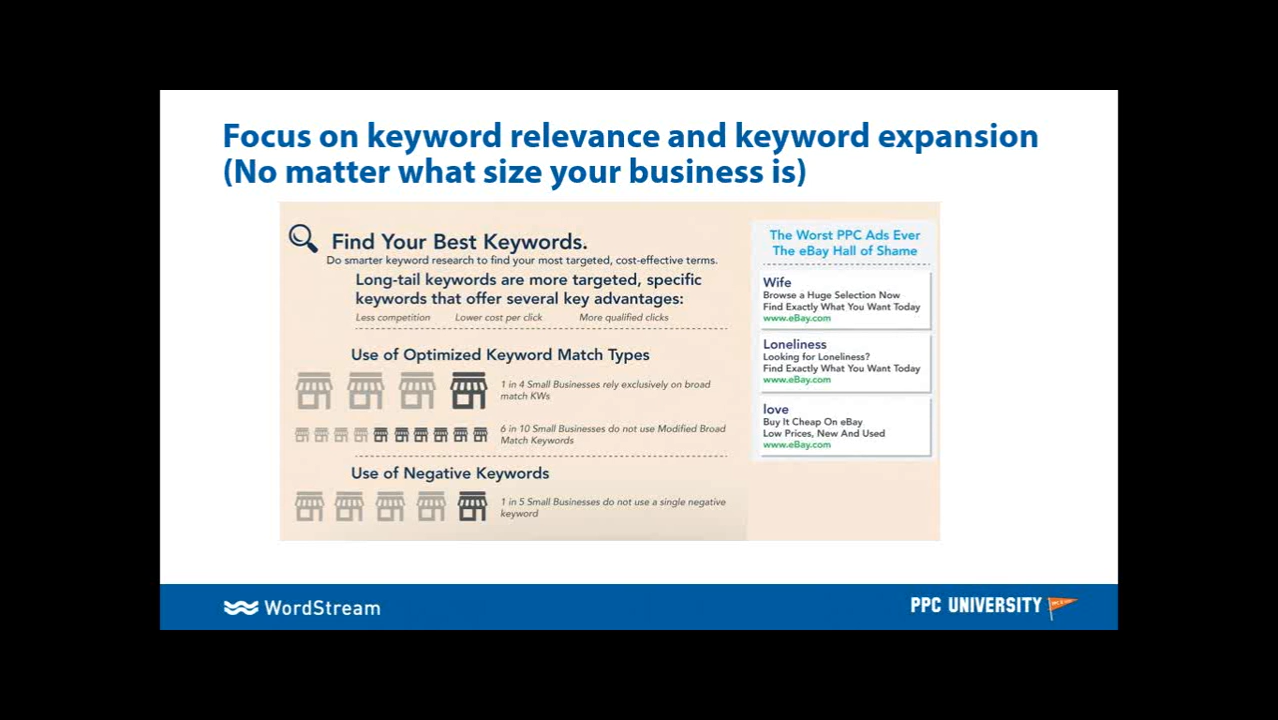 Focus on keyword relevance and keyword expansion
(No matter what size your business is)
Find Your Best Keywords.
Do smarter keyword research to find your most targeted, cost-effective terms.
Long-tail keywords are more targeted, specific
keywords that offer several key advantages:
Less competition Lower cost per click More qualified clicks
Use of Optimized Keyword Match Types
1 in 4 Small Businesses rely exclusively on broad
match KWs
6 in 10 Small Businesses do not use Modified Broad
Match Keywords
Use of Negative Keywords
1 in 5 Small Businesses do not use a single negative
keyword
The Worst PPC Ads Ever
The eBay Hall of Shame
Wife
Browse a Huge Selection Now
Find Exactly What You Want Today
www.eBay.com
Loneliness
Looking for Loneliness?
Find Exactly What You Want Today
www.eBay.com
love
Buy It Cheap On eBay
Low Prices, New And Used
www.eBay.com
WordStream
PPC UNIVERSITY